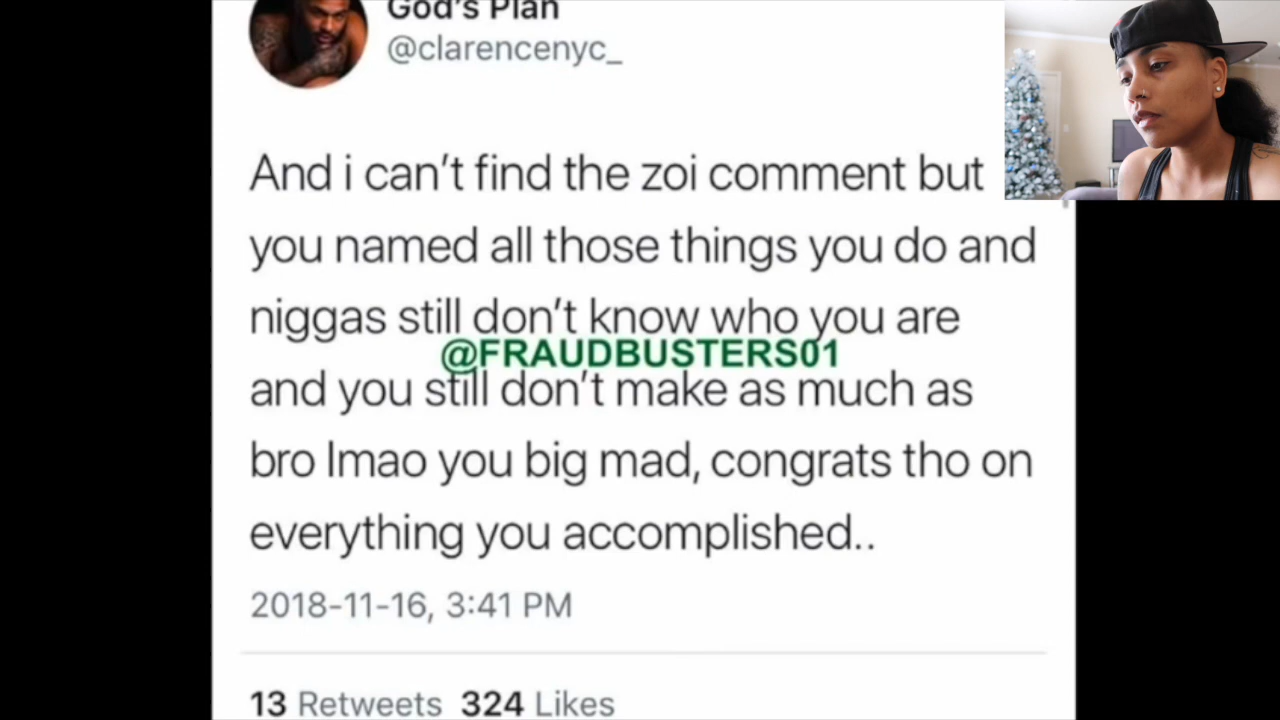 God's Plan
@clarencenyc_
And i can't find the zoi comment but
you named all those things you do and
niggas still don't know who you are
@FRAUDBUSTERS01
and you still don't make as much as
bro lmao you big mad, congrats tho on
everything you accomplished..
2018-11-16, 3:41 PM
13 Retweets 324 Likes